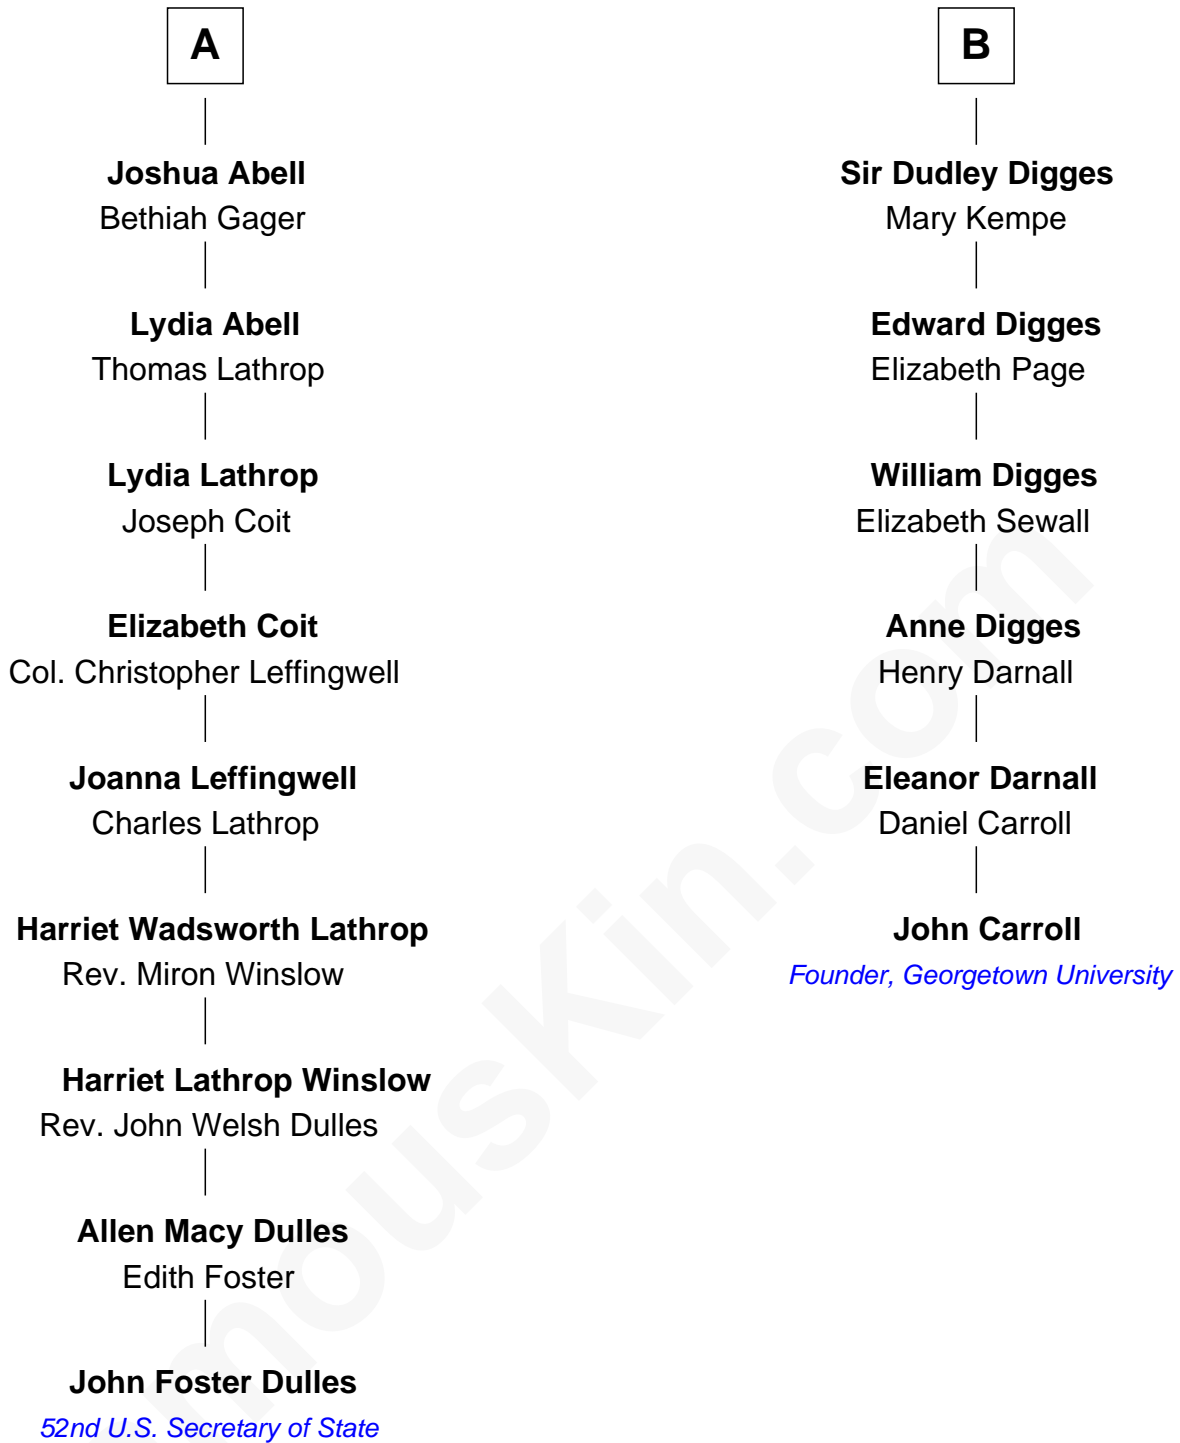 A
Joshua Abell
Bethiah Gager
Lydia Abell
Thomas Lathrop
Lydia Lathrop
Joseph Coit
Elizabeth Coit
Col. Christopher Leffingwell
Joanna Leffingwell
Charles Lathrop
Harriet Wadsworth Lathrop
Rev. Miron Winslow
Harriet Lathrop Winslow
Rev. John Welsh Dulles
Allen Macy Dulles
Edith Foster
John Foster Dulles
52nd U.S. Secretary of State
B
Sir Dudley Digges
Mary Kempe
Edward Digges
Elizabeth Page
William Digges
Elizabeth Sewall
Anne Digges
Henry Darnall
Eleanor Darnall
Daniel Carroll
John Carroll
Founder, Georgetown University
mouskin.com